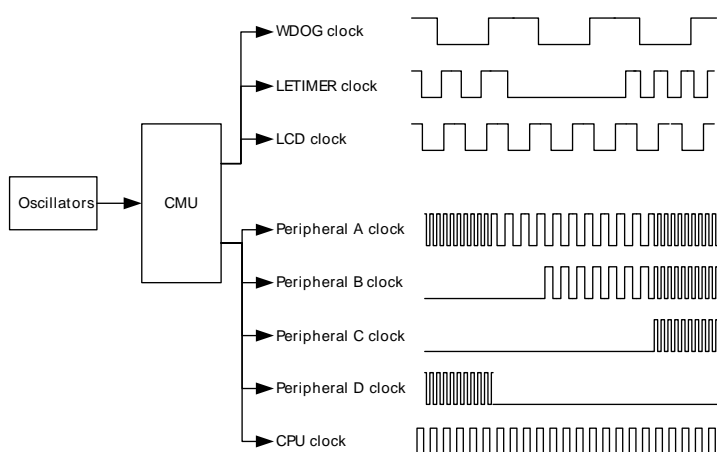 WDOG clock
LETIMER clock
LCD clock
Oscillators
CMU
Peripheral A clock
Peripheral B clock
Peripheral C clock
Peripheral D clock
CPU clock